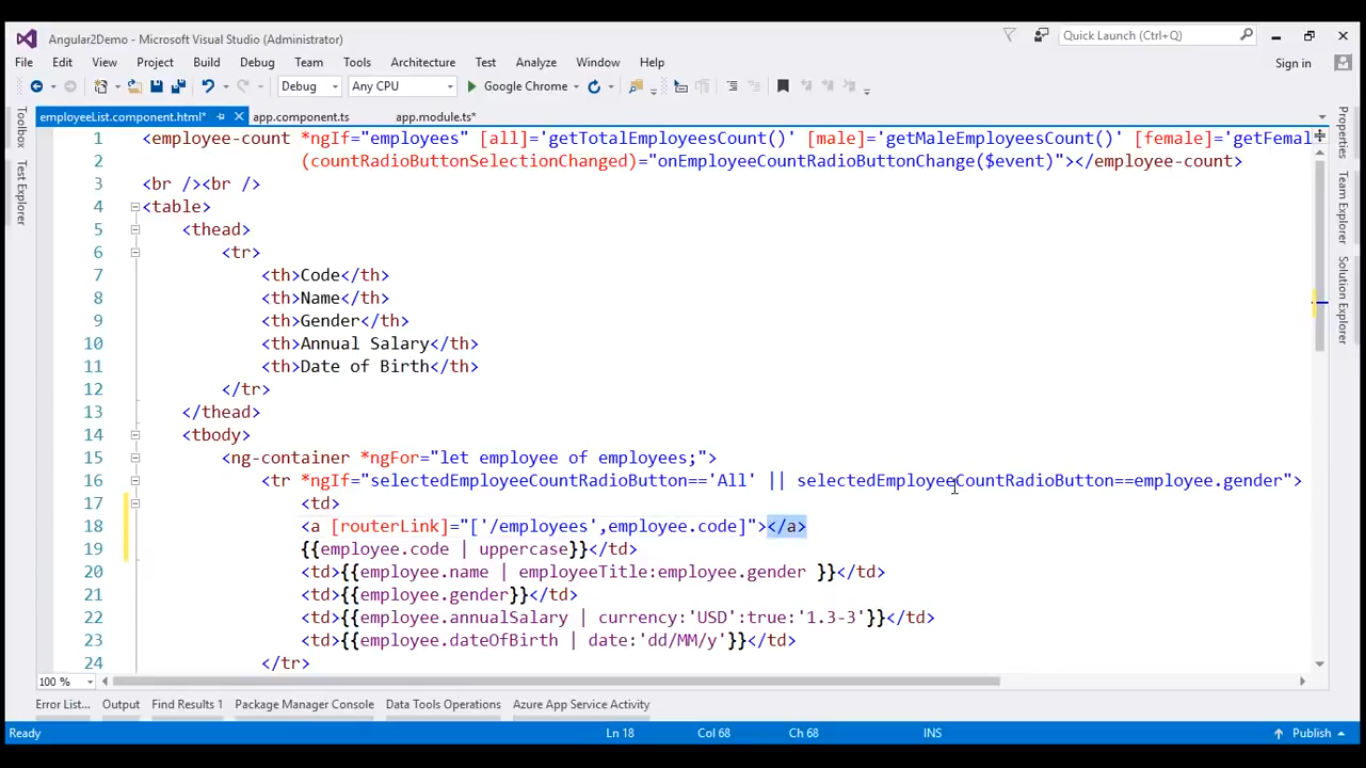 Angular2Demo - Microsoft Visual Studio (Administrator)
Quick Launch (Ctrl+Q)
File Edit View Project Build Debug Team Tools Architecture Test Analyze Window Help
Sign in
Debug Any CPU Google Chrome
employeeList.component.html* app.component.ts app.module.ts*
Toolbox
Test Explorer
Properties
Team Explorer
Solution Explorer
1 <employee-count *ngIf="employees" [all]='getTotalEmployeesCount()' [male]='getMaleEmployeesCount()' [female]='getFemal
2 (countRadioButtonSelectionChanged)="onEmployeeCountRadioButtonChange($event)"></employee-count>
3 <br /><br />
4 <table>
5 <thead>
6 <tr>
7 <th>Code</th>
8 <th>Name</th>
9 <th>Gender</th>
10 <th>Annual Salary</th>
11 <th>Date of Birth</th>
12 </tr>
13 </thead>
14 <tbody>
15 <ng-container *ngFor="let employee of employees;">
16 <tr *ngIf="selectedEmployeeCountRadioButton=='All' || selectedEmployeeCountRadioButton==employee.gender">
17 <td>
18 <a [routerLink]="['/employees',employee.code]"></a>
19 {{employee.code | uppercase}}</td>
20 <td>{{employee.name | employeeTitle:employee.gender }}</td>
21 <td>{{employee.gender}}</td>
22 <td>{{employee.annualSalary | currency:'USD':true:'1.3-3'}}</td>
23 <td>{{employee.dateOfBirth | date:'dd/MM/y'}}</td>
24 </tr>
100 %
Error List... Output Find Results 1 Package Manager Console Data Tools Operations Azure App Service Activity
Ready Ln 18 Col 68 Ch 68 INS Publish